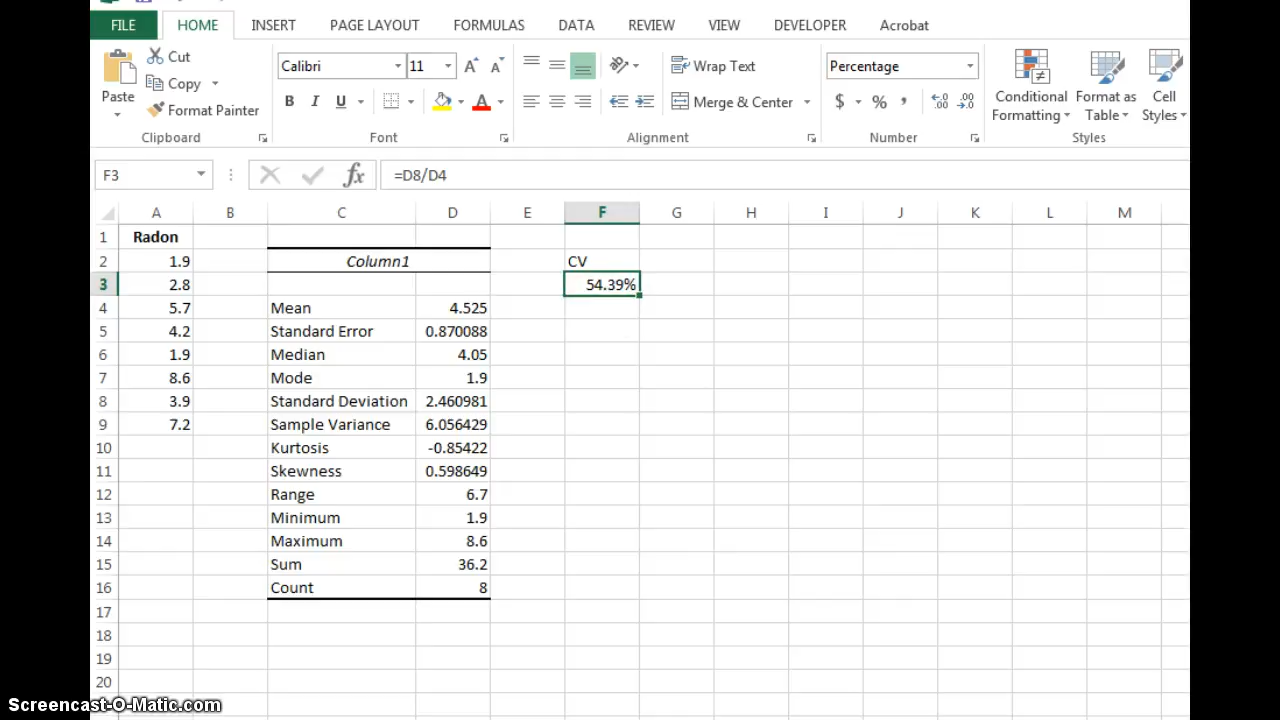 FILE HOME INSERT PAGE LAYOUT FORMULAS DATA REVIEW VIEW DEVELOPER Acrobat
Cut
Copy
Format Painter
Paste
Clipboard
Calibri 11
B I U A
Font
Wrap Text
Merge & Center
Alignment
Percentage
$ % ,
Number
Conditional Formatting
Format as Table
Cell Styles
Styles
F3 fx =D8/D4
A B C D E F G H I J K L M
1 Radon
2 1.9 Column1 CV
3 2.8 54.39%
4 5.7 Mean 4.525
5 4.2 Standard Error 0.870088
6 1.9 Median 4.05
7 8.6 Mode 1.9
8 3.9 Standard Deviation 2.460981
9 7.2 Sample Variance 6.056429
10 Kurtosis -0.85422
11 Skewness 0.598649
12 Range 6.7
13 Minimum 1.9
14 Maximum 8.6
15 Sum 36.2
16 Count 8
17
18
19
20
Screencast-O-Matic.com